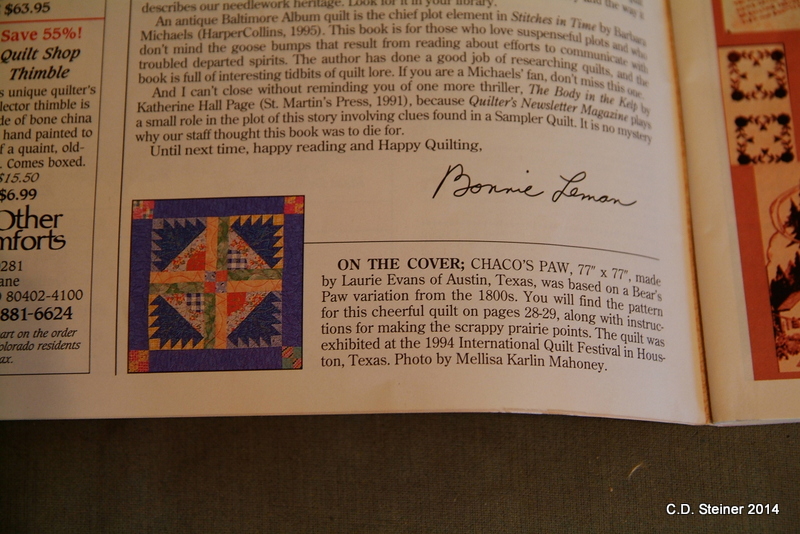 $63.95
Save 55%!
Quilt Shop
Thimble
s unique quilter's
lector thimble is
de of bone china
hand painted to
f a quaint, old-
. Comes boxed.
$15.50
$6.99
Other
mforts
281
ane
) 80402-4100
881-6624
art on the order
olorado residents
ax.
describes our needlework heritage. Look for it in your library.
and the way it
An antique Baltimore Album quilt is the chief plot element in Stitches in Time by Barbara
Michaels (HarperCollins, 1995). This book is for those who love suspenseful plots and who
don't mind the goose bumps that result from reading about efforts to communicate with
troubled departed spirits. The author has done a good job of researching quilts, and the
book is full of interesting tidbits of quilt lore. If you are a Michaels' fan, don't miss this one.
And I can't close without reminding you of one more thriller, The Body in the Kelp by
Katherine Hall Page (St. Martin's Press, 1991), because Quilter's Newsletter Magazine plays
a small role in the plot of this story involving clues found in a Sampler Quilt. It is no mystery
why our staff thought this book was to die for.
Until next time, happy reading and Happy Quilting,
Bonnie Leman
ON THE COVER; CHACO'S PAW, 77" x 77", made
by Laurie Evans of Austin, Texas, was based on a Bear's
Paw variation from the 1800s. You will find the pattern
for this cheerful quilt on pages 28-29, along with instruc-
tions for making the scrappy prairie points. The quilt was
exhibited at the 1994 International Quilt Festival in Hous-
ton, Texas. Photo by Mellisa Karlin Mahoney.
C.D. Steiner 2014